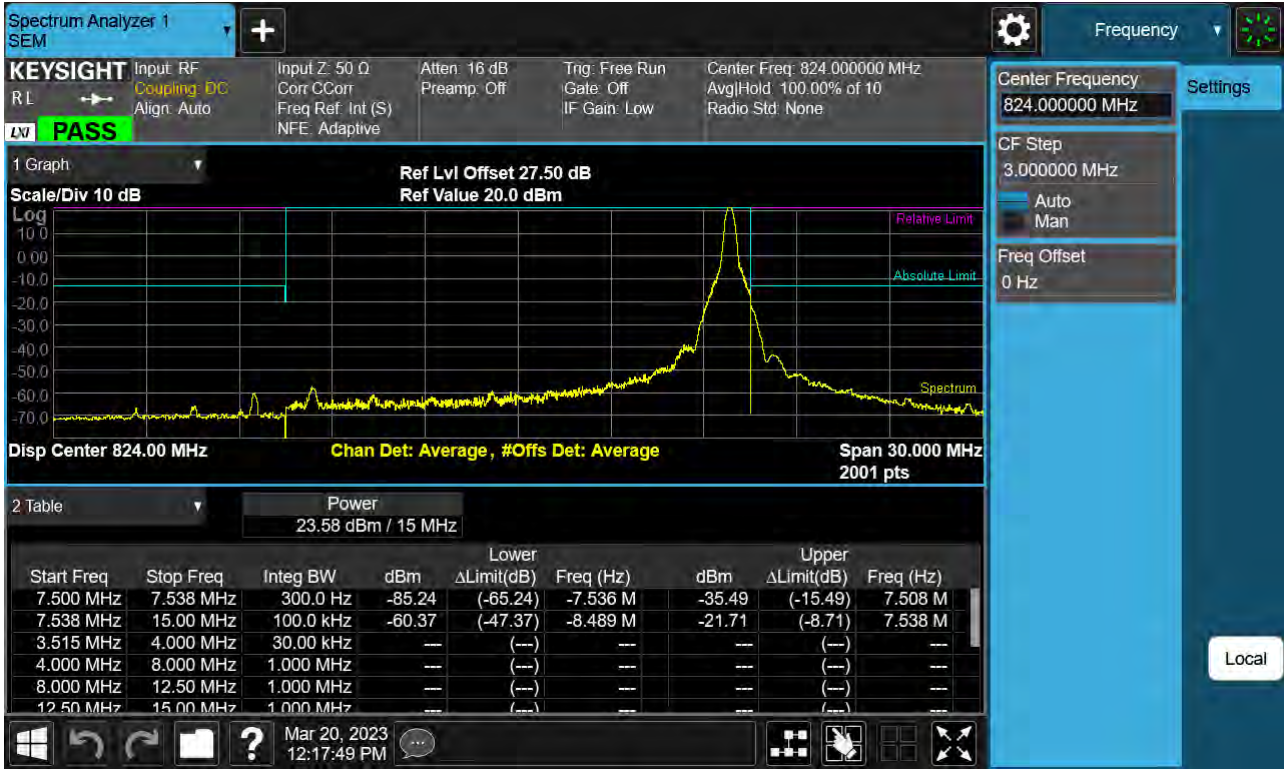 Spectrum Analyzer 1
SEM
+
Frequency
KEYSIGHT
RL
LXI
PASS
Input: RF
Coupling: DC
Align: Auto
Input Z: 50 Ω
Corr CCorr
Freq Ref: Int (S)
NFE: Adaptive
Atten: 16 dB
Preamp: Off
Trig: Free Run
Gate: Off
IF Gain: Low
Center Freq: 824.000000 MHz
Avg|Hold: 100.00% of 10
Radio Std: None
Center Frequency
824.000000 MHz
Settings
CF Step
3.000000 MHz
Auto
Man
Freq Offset
0 Hz
Local
1 Graph
Scale/Div 10 dB
Ref Lvl Offset 27.50 dB
Ref Value 20.0 dBm
Log
10.0
0.00
-10.0
-20.0
-30.0
-40.0
-50.0
-60.0
-70.0
Relative Limit
Absolute Limit
Spectrum
Disp Center 824.00 MHz
Chan Det: Average, #Offs Det: Average
Span 30.000 MHz
2001 pts
2 Table
Power
23.58 dBm / 15 MHz
Lower Upper
Start Freq Stop Freq Integ BW dBm ΔLimit(dB) Freq (Hz) dBm ΔLimit(dB) Freq (Hz)
7.500 MHz 7.538 MHz 300.0 Hz -85.24 (-65.24) -7.536 M -35.49 (-15.49) 7.508 M
7.538 MHz 15.00 MHz 100.0 kHz -60.37 (-47.37) -8.489 M -21.71 (-8.71) 7.538 M
3.515 MHz 4.000 MHz 30.00 kHz --- (---) --- --- (---) ---
4.000 MHz 8.000 MHz 1.000 MHz --- (---) --- --- (---) ---
8.000 MHz 12.50 MHz 1.000 MHz --- (---) --- --- (---) ---
12.50 MHz 15.00 MHz 1.000 MHz --- (---) --- --- (---) ---
?
Mar 20, 2023
12:17:49 PM